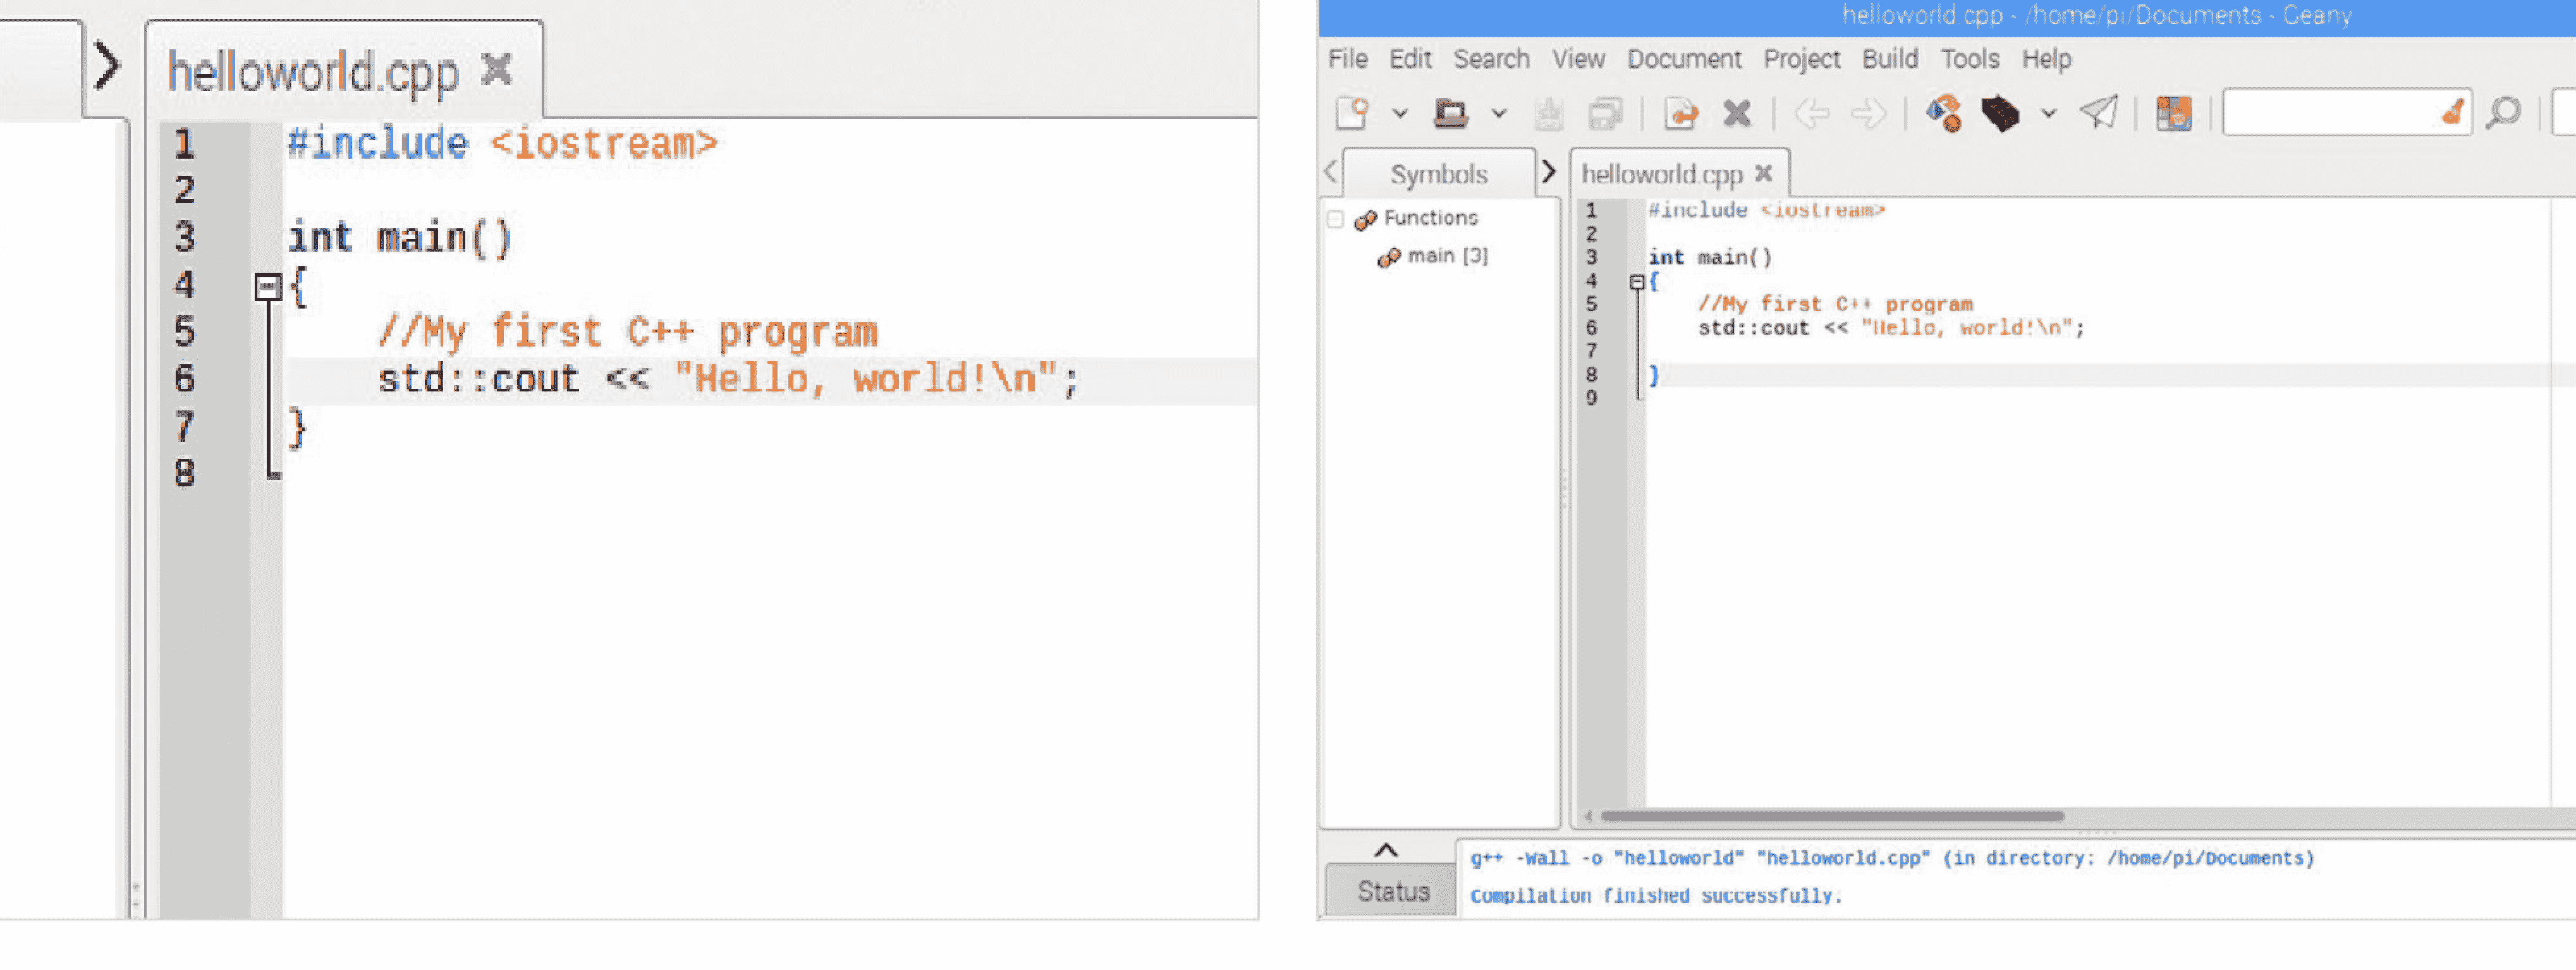 helloworld.cpp
1 #include <iostream>
2
3 int main()
4 {
5 //My first C++ program
6 std::cout << "Hello, world!\n";
7 }
8
helloworld.cpp - /home/pi/Documents - Geany
File Edit Search View Document Project Build Tools Help
Symbols
helloworld.cpp
Functions
main [3]
1 #include <iostream>
2
3 int main()
4 {
5 //My first C++ program
6 std::cout << "Hello, world!\n";
7
8 }
9
g++ -Wall -o "helloworld" "helloworld.cpp" (in directory: /home/pi/Documents)
Status
Compilation finished successfully.